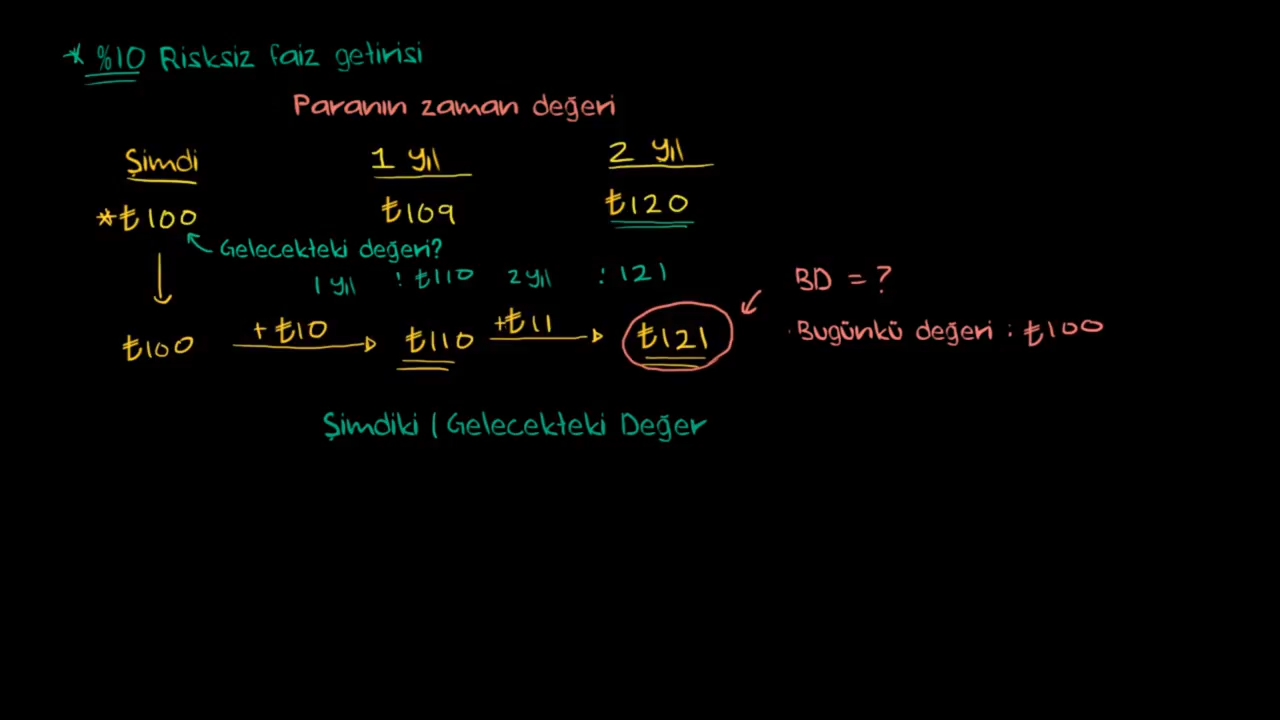 * %10 Risksiz faiz getirisi
Paranın zaman değeri
Şimdi 1 yıl 2 yıl
*₺100 ₺109 ₺120
Gelecekteki değeri?
1 yıl : ₺110 2 yıl : 121
BD = ?
₺100 +₺10 ₺110 +₺11 ₺121 Bugünkü değeri : ₺100
Şimdiki | Gelecekteki Değer